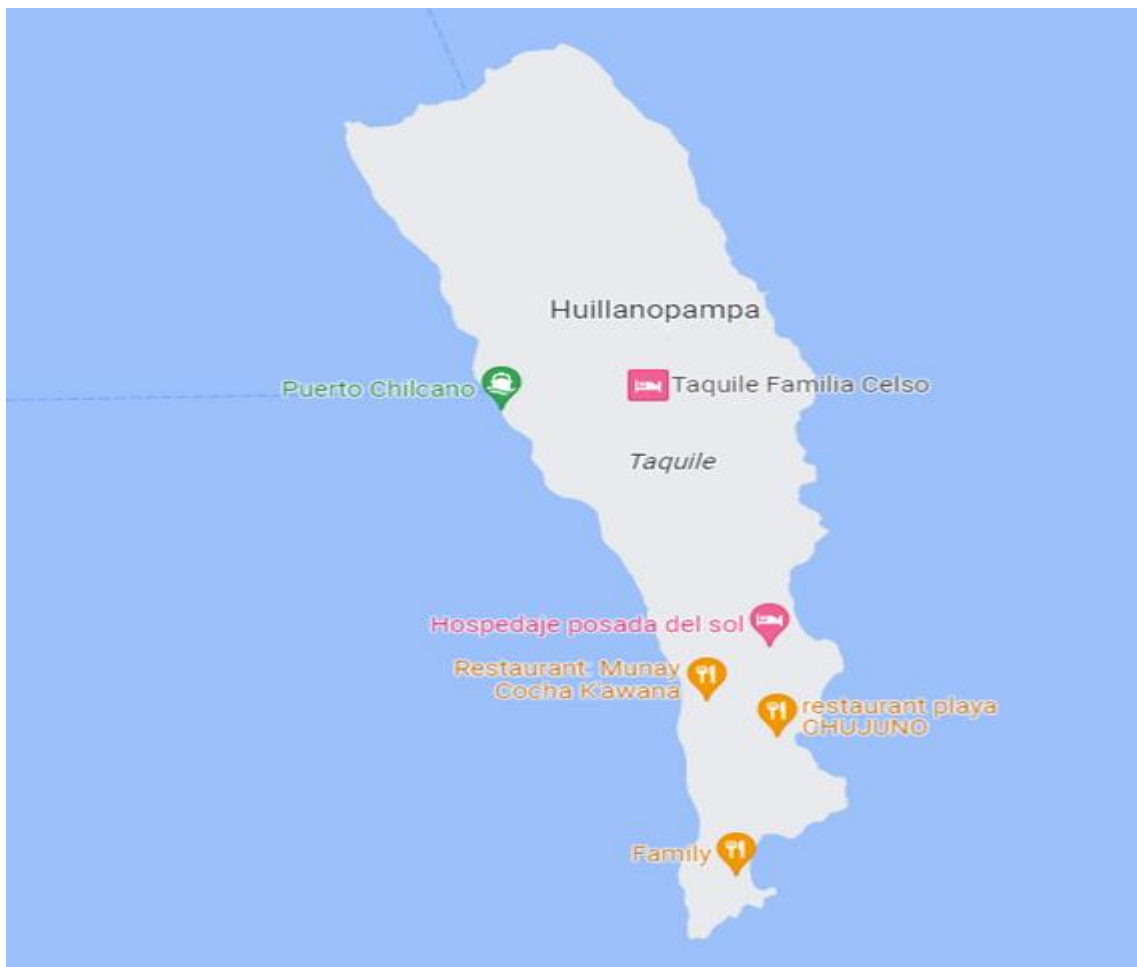 Huillanopampa
Puerto Chilcano
Taquile Familia Celso
Taquile
Hospedaje posada del sol
Restaurant: Munay
Cocha K'awana
restaurant playa
CHUJUNO
Family